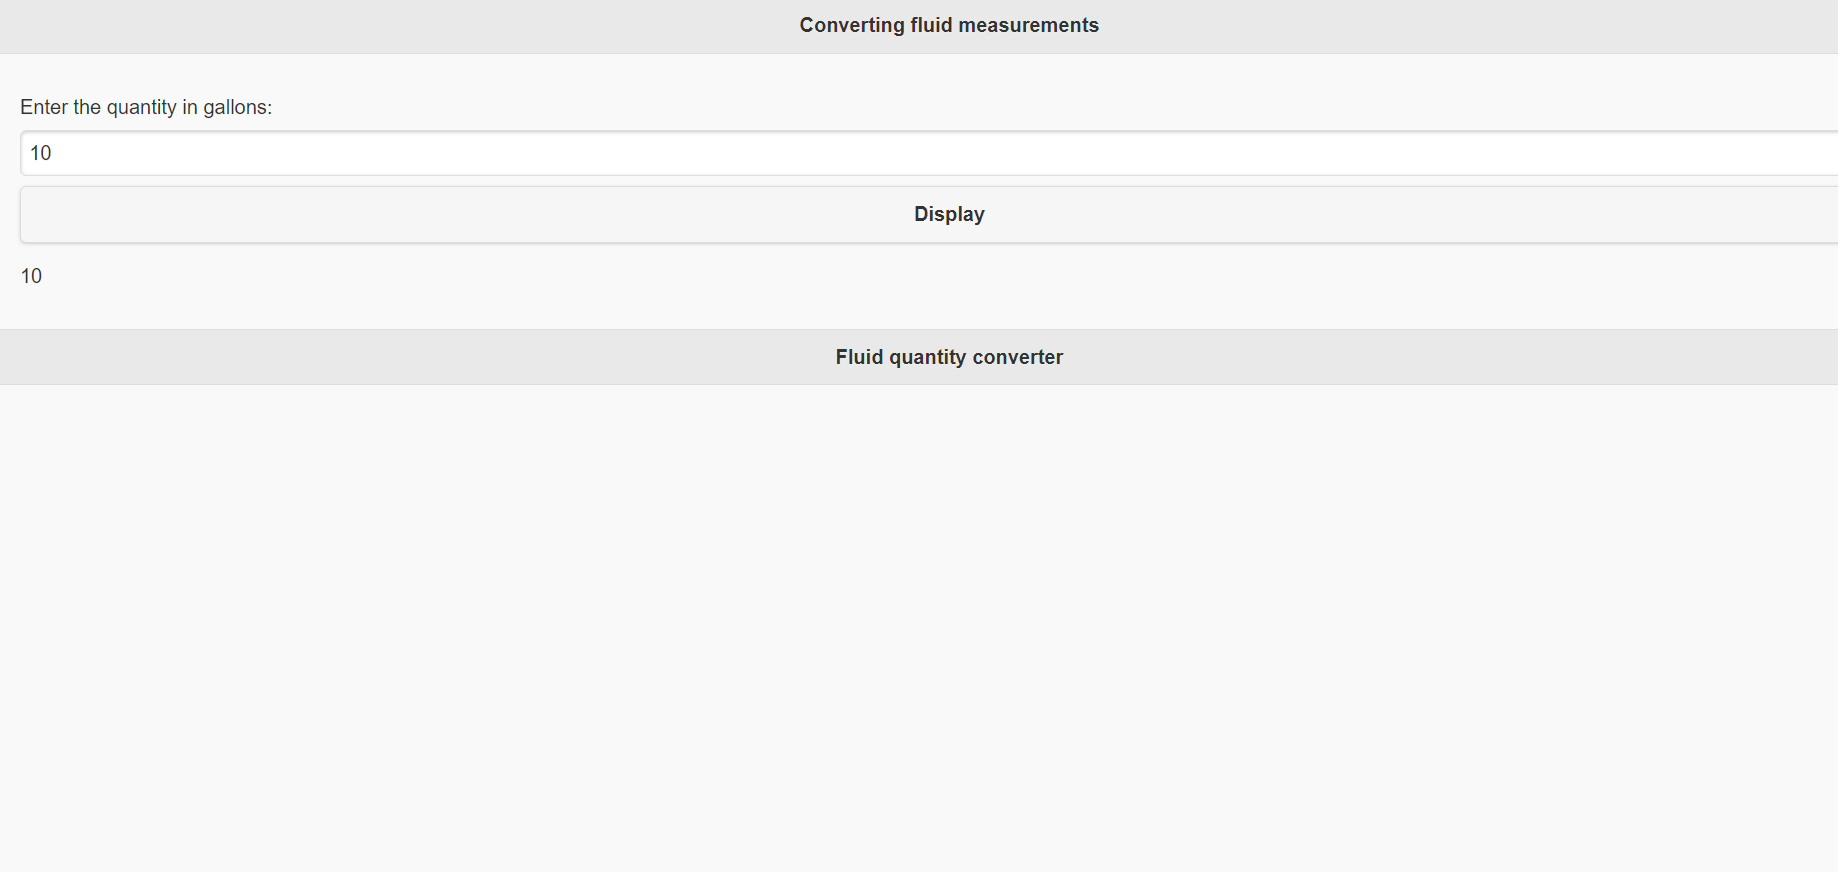 Converting fluid measurements
Enter the quantity in gallons:
10
Display
10
Fluid quantity converter